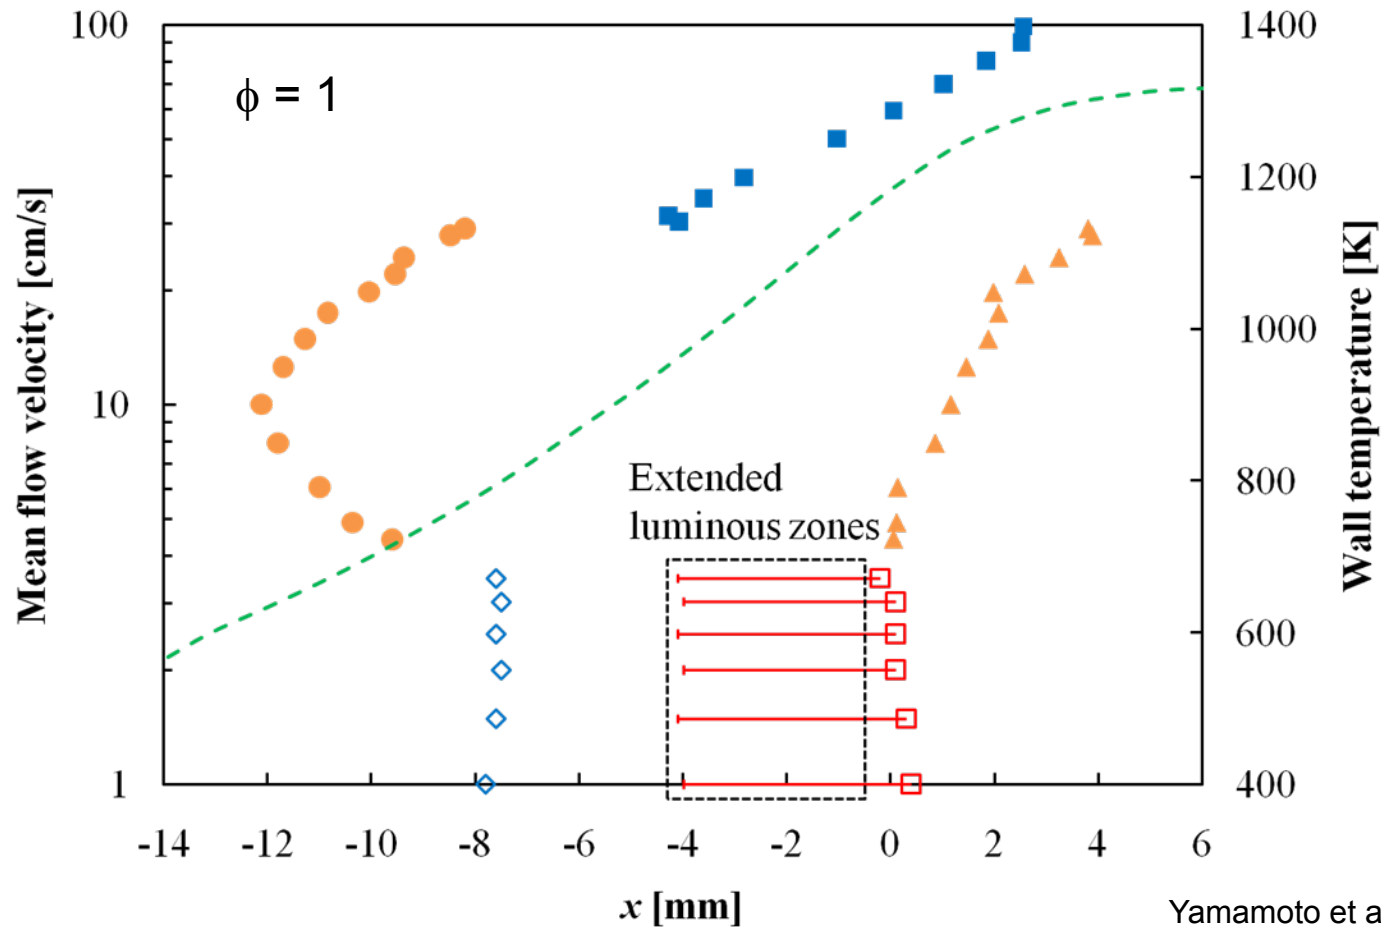 100
10
1
Mean flow velocity [cm/s]
ϕ = 1
Extended
luminous zones
1400
1200
1000
800
600
400
Wall temperature [K]
-14 -12 -10 -8 -6 -4 -2 0 2 4 6
x [mm]
Yamamoto et a